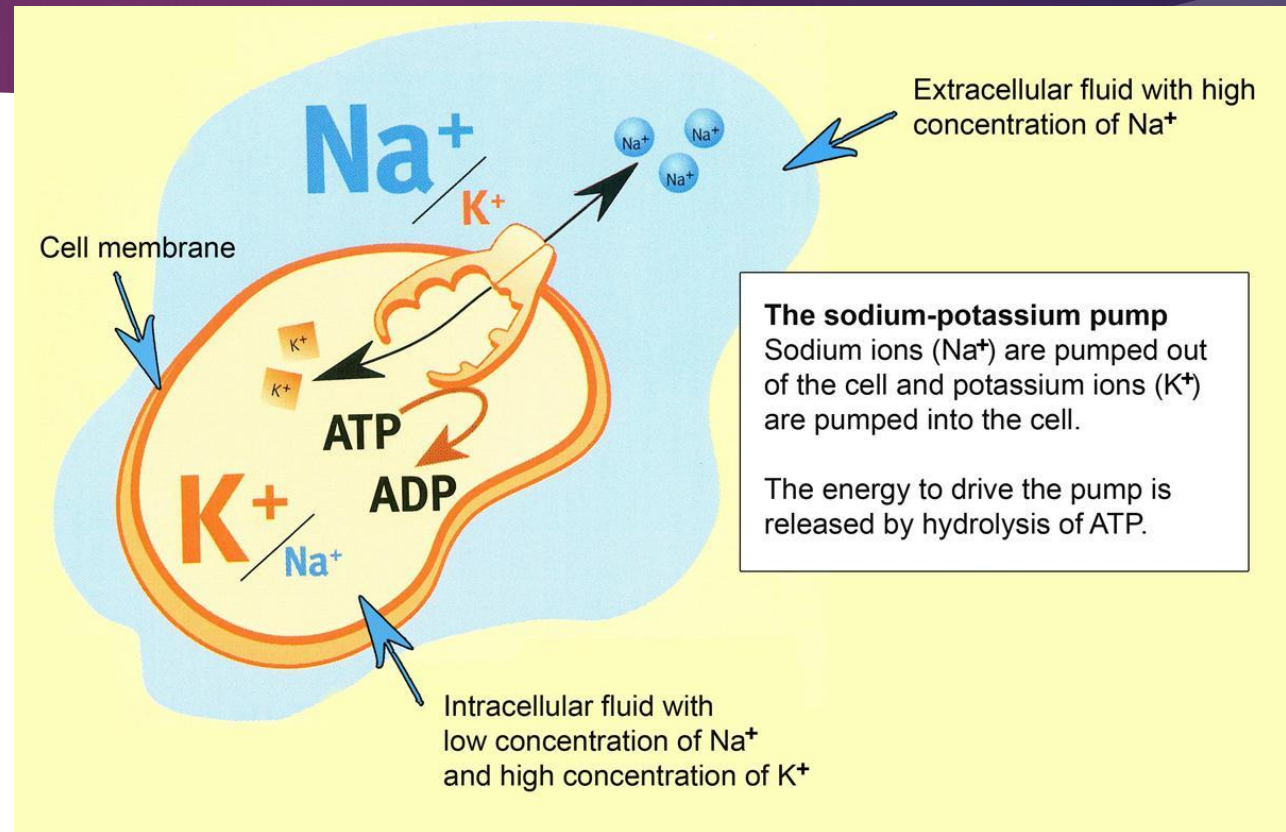 Extracellular fluid with high
concentration of Na⁺
Na⁺
K⁺
Na⁺
Na⁺
Na⁺
Cell membrane
K⁺
K⁺
ATP
ADP
K⁺
Na⁺
The sodium-potassium pump
Sodium ions (Na⁺) are pumped out
of the cell and potassium ions (K⁺)
are pumped into the cell.
The energy to drive the pump is
released by hydrolysis of ATP.
Intracellular fluid with
low concentration of Na⁺
and high concentration of K⁺